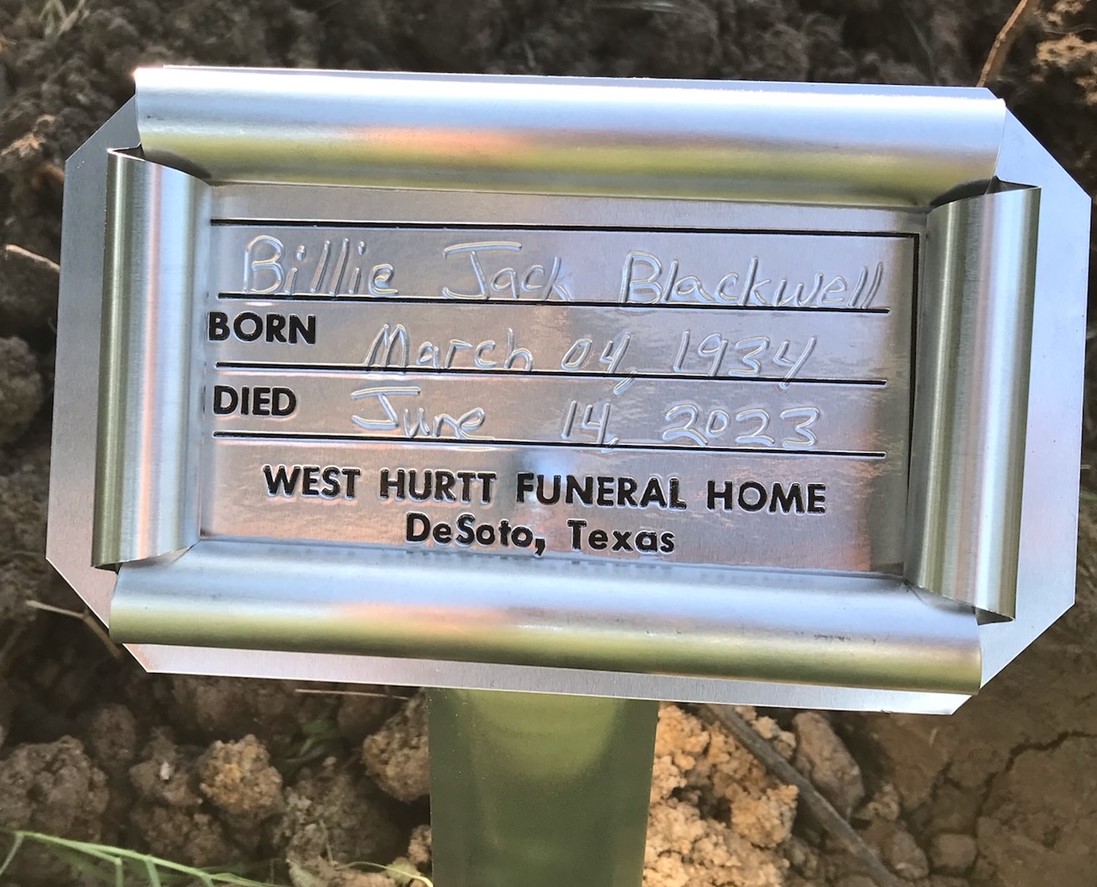 Billie Jack Blackwell
BORN March 04, 1934
DIED June 14, 2023
WEST HURTT FUNERAL HOME
DeSoto, Texas